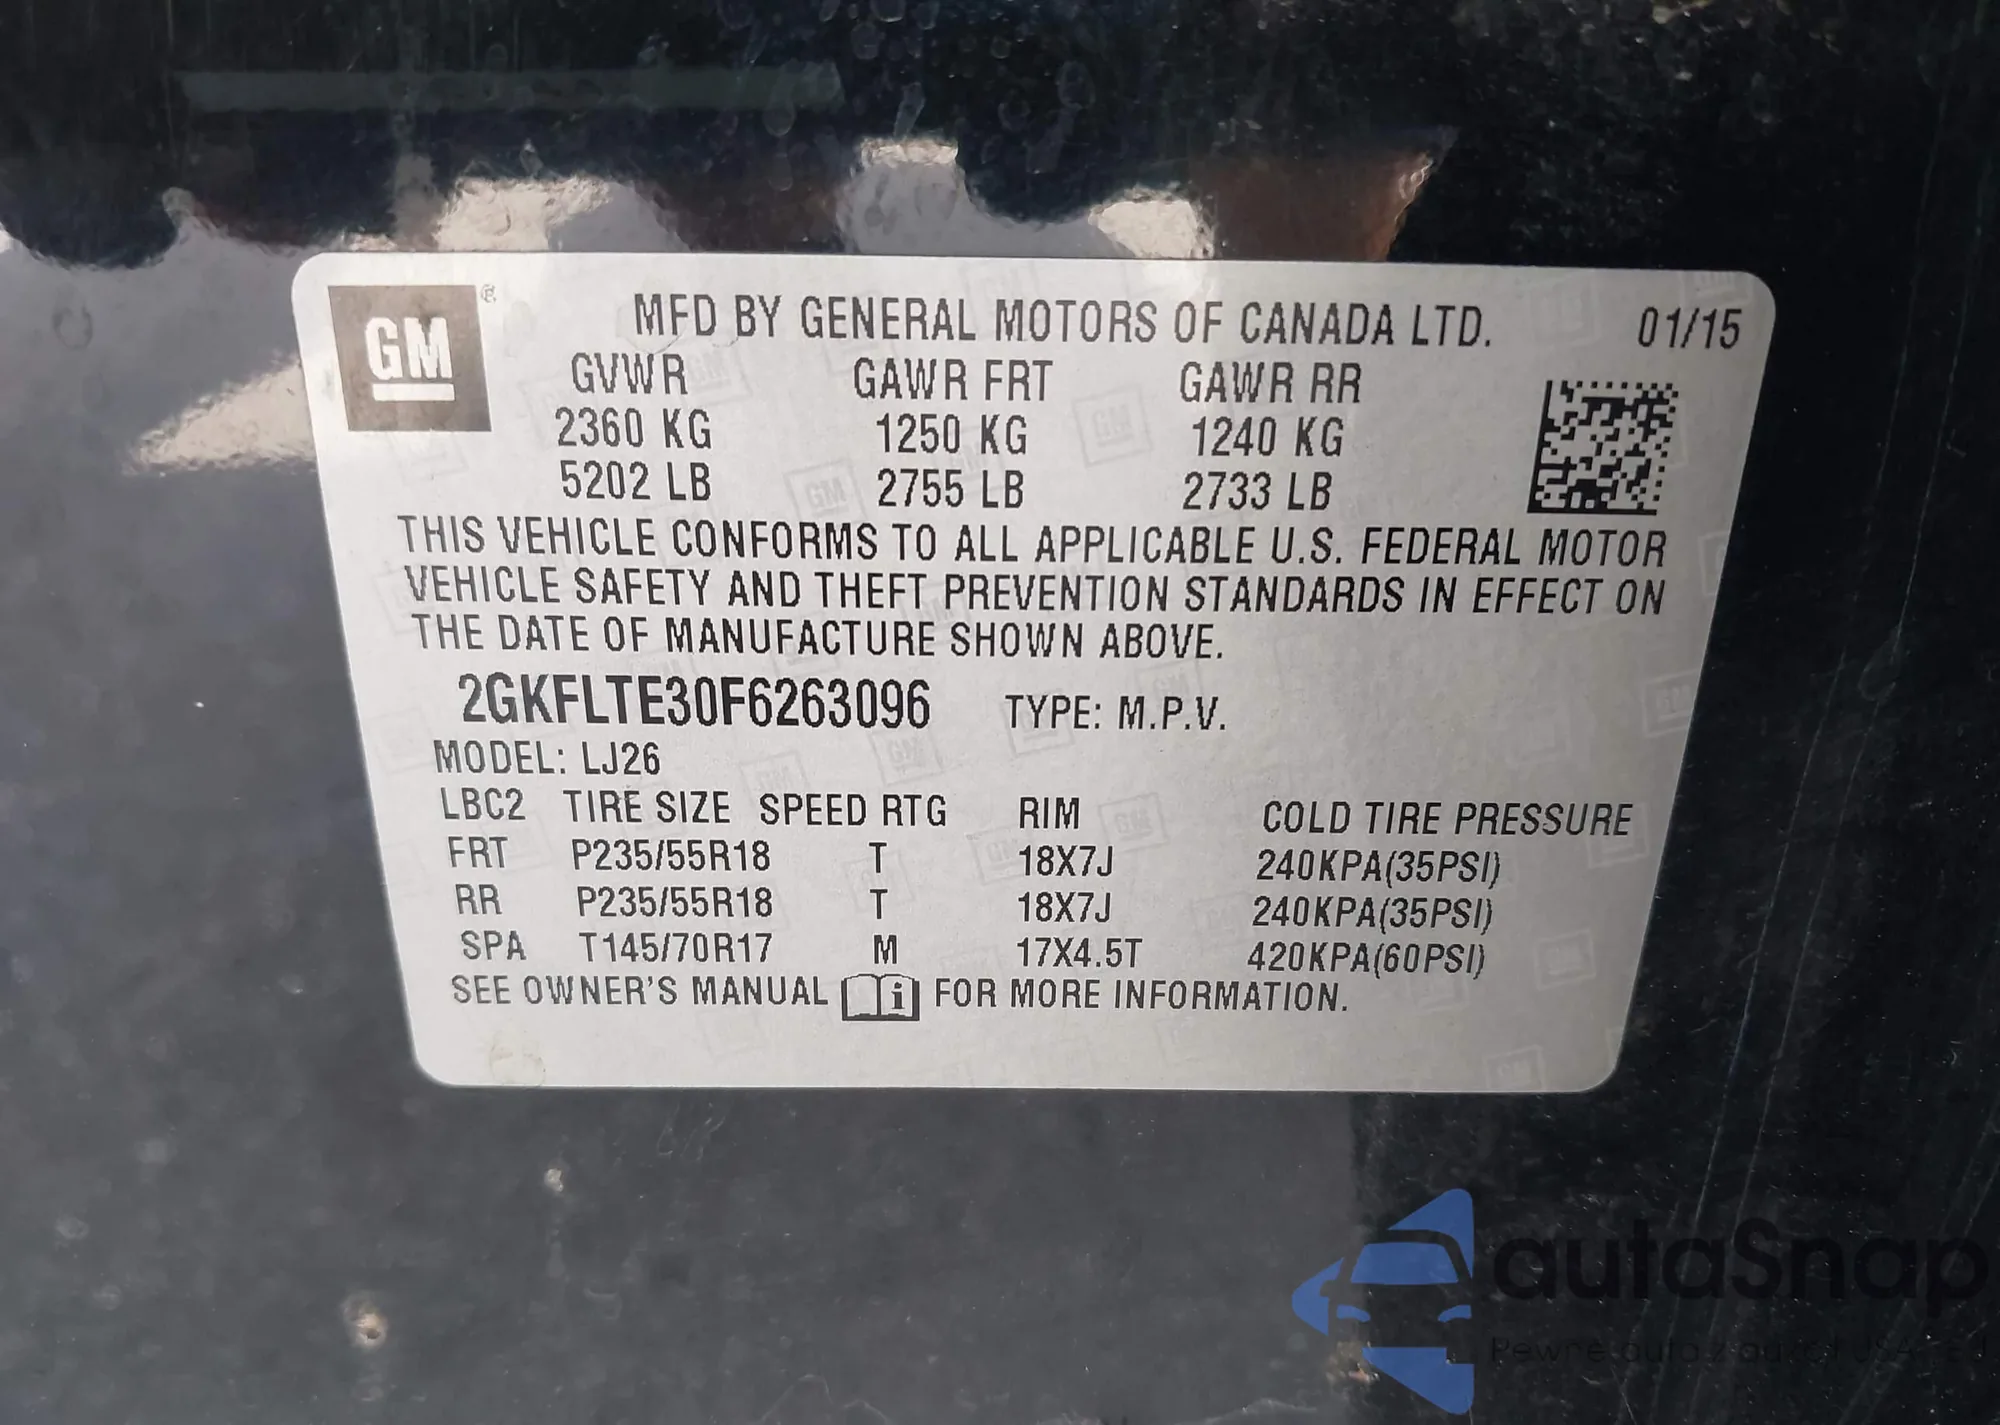 GM ®
MFD BY GENERAL MOTORS OF CANADA LTD. 01/15
GVWR GAWR FRT GAWR RR
2360 KG 1250 KG 1240 KG
5202 LB 2755 LB 2733 LB
THIS VEHICLE CONFORMS TO ALL APPLICABLE U.S. FEDERAL MOTOR
VEHICLE SAFETY AND THEFT PREVENTION STANDARDS IN EFFECT ON
THE DATE OF MANUFACTURE SHOWN ABOVE.
2GKFLTE30F6263096 TYPE: M.P.V.
MODEL: LJ26
LBC2 TIRE SIZE SPEED RTG RIM COLD TIRE PRESSURE
FRT P235/55R18 T 18X7J 240KPA(35PSI)
RR P235/55R18 T 18X7J 240KPA(35PSI)
SPA T145/70R17 M 17X4.5T 420KPA(60PSI)
SEE OWNER'S MANUAL i FOR MORE INFORMATION.
autaSnap
Pewne auta z